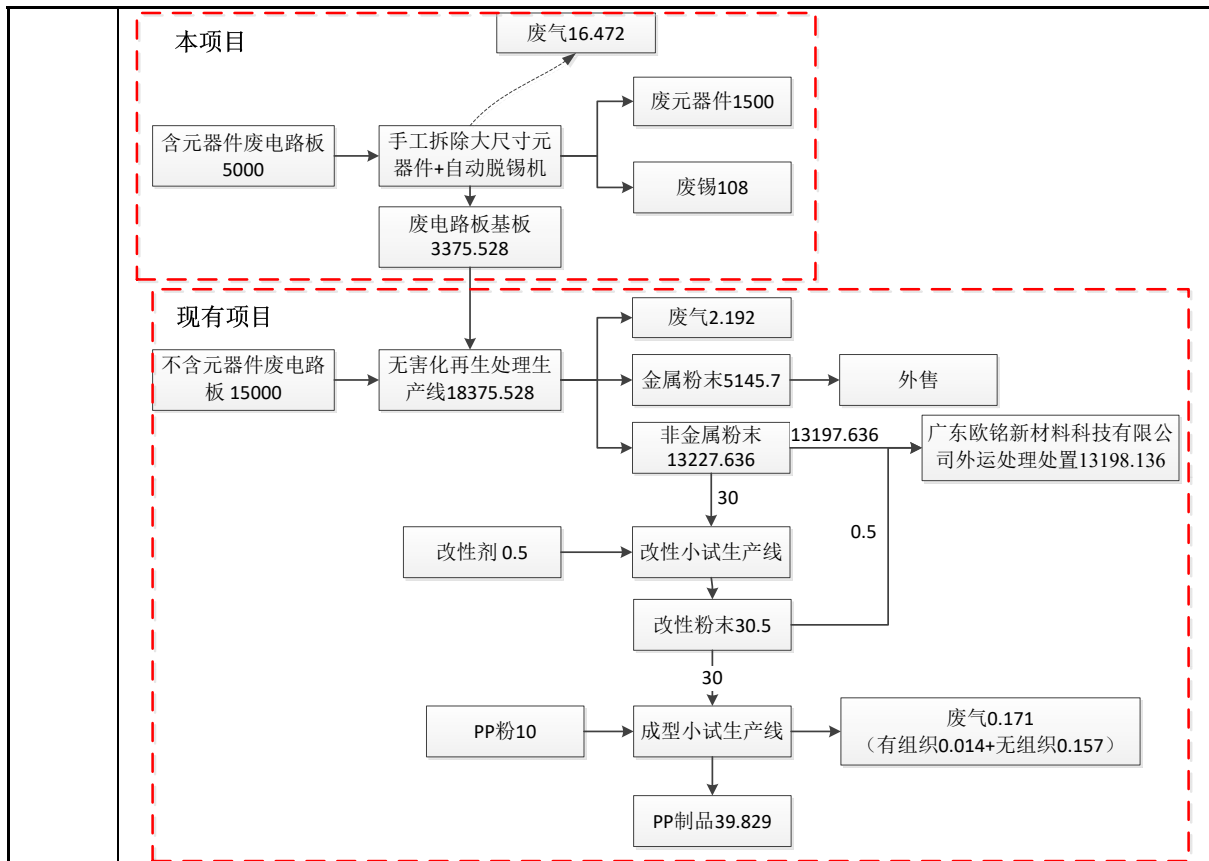 本项目
废气16.472
废元器件1500
含元器件废电路板
5000
手工拆除大尺寸元
器件+自动脱锡机
废锡108
废电路板基板
3375.528
现有项目
废气2.192
不含元器件废电路
板 15000
无害化再生处理生
产线18375.528
金属粉末5145.7
外售
非金属粉末
13227.636
13197.636
广东欧铭新材料科技有限公
司外运处理处置13198.136
30
0.5
改性剂 0.5
改性小试生产线
改性粉末30.5
30
PP粉10
成型小试生产线
废气0.171
（有组织0.014+无组织0.157）
PP制品39.829